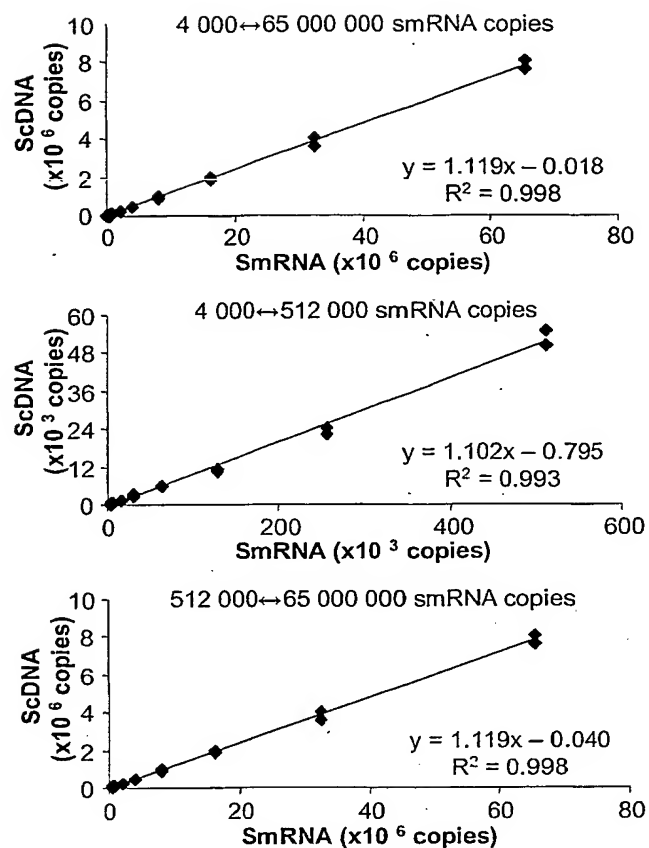 4 000↔65 000 000 smRNA copies
10
8
6
4
2
0
ScDNA
(x10 6 copies)
y = 1.119x – 0.018
R² = 0.998
0 20 40 60 80
SmRNA (x10 6 copies)
4 000↔512 000 smRNA copies
60
48
36
24
12
0
ScDNA
(x10 3 copies)
y = 1.102x – 0.795
R² = 0.993
0 200 400 600
SmRNA (x10 3 copies)
512 000↔65 000 000 smRNA copies
10
8
6
4
2
0
ScDNA
(x10 6 copies)
y = 1.119x – 0.040
R² = 0.998
0 20 40 60 80
SmRNA (x10 6 copies)